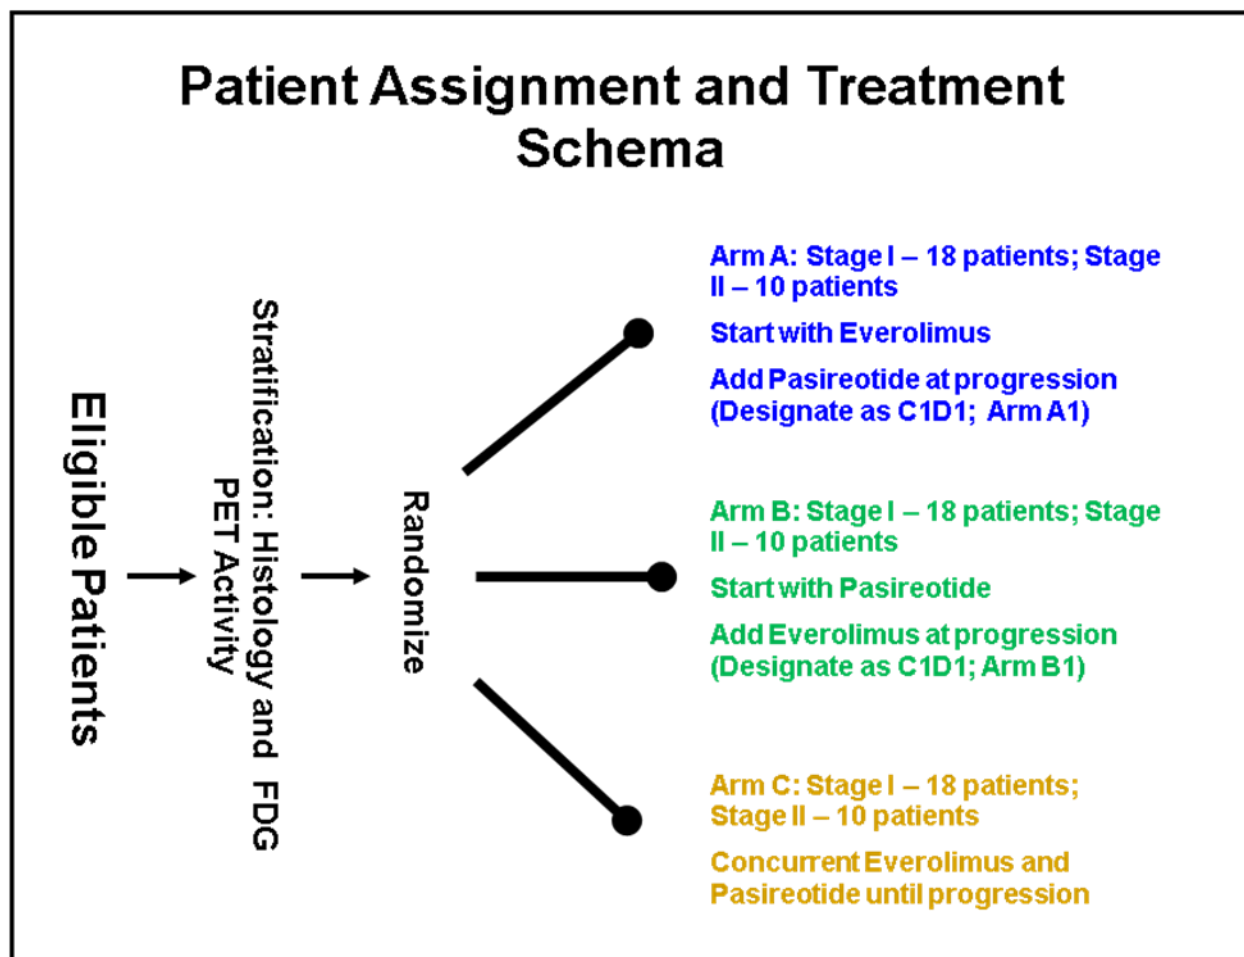 Patient Assignment and Treatment
Schema
Eligible Patients
Stratification: Histology and FDG
PET Activity
Randomize
Arm A: Stage I – 18 patients; Stage
II – 10 patients
Start with Everolimus
Add Pasireotide at progression
(Designate as C1D1; Arm A1)
Arm B: Stage I – 18 patients; Stage
II – 10 patients
Start with Pasireotide
Add Everolimus at progression
(Designate as C1D1; Arm B1)
Arm C: Stage I – 18 patients;
Stage II – 10 patients
Concurrent Everolimus and
Pasireotide until progression